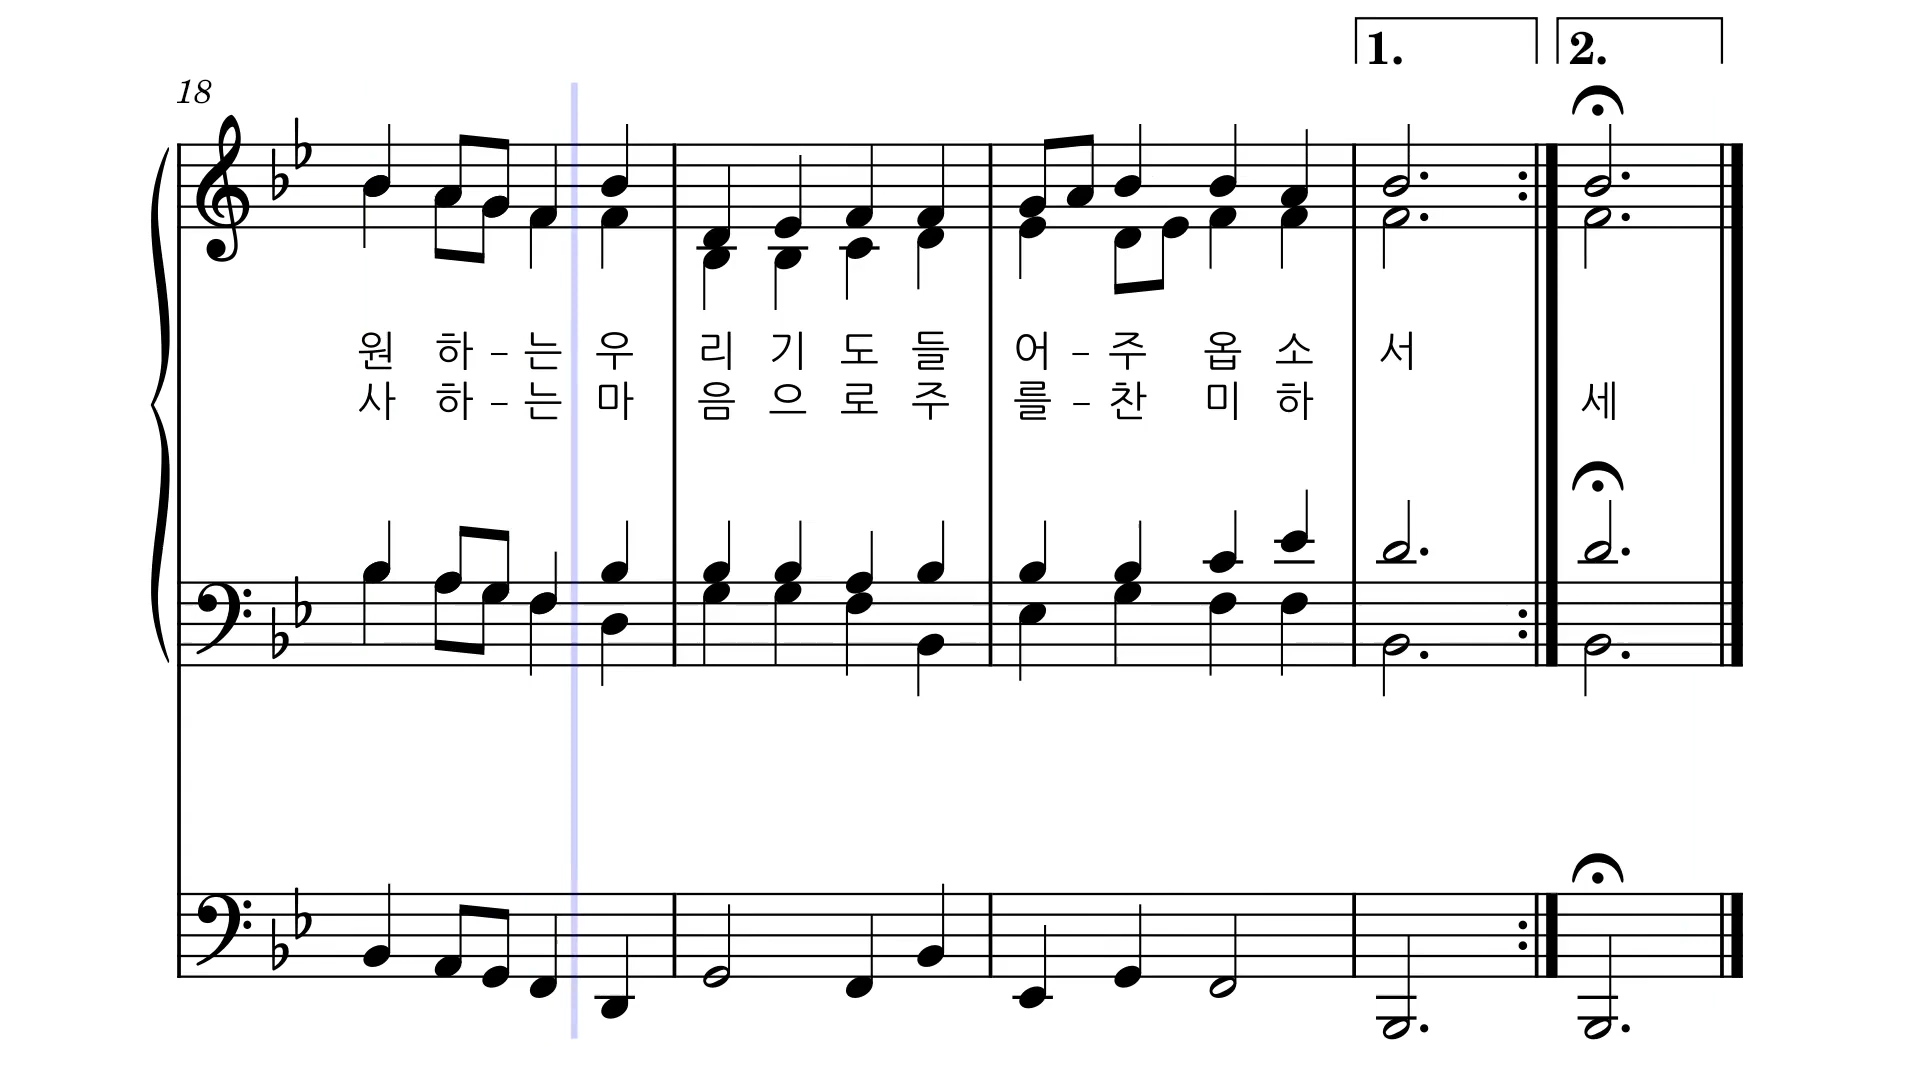 1. 2.
18
원 하 - 는 우 리 기 도 들 어 - 주 옵 소 서
사 하 - 는 마 음 으 로 주 를 - 찬 미 하 세